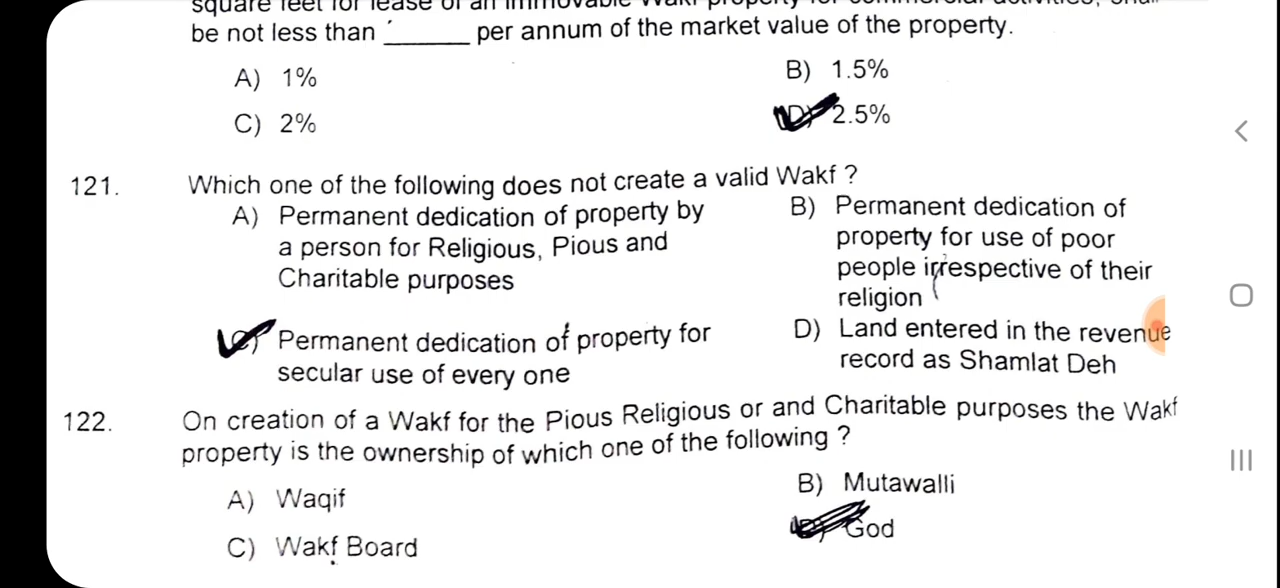 be not less than ______ per annum of the market value of the property.
A) 1%
B) 1.5%
C) 2%
D) 2.5%
121. Which one of the following does not create a valid Wakf ?
A) Permanent dedication of property by
a person for Religious, Pious and
Charitable purposes
B) Permanent dedication of
property for use of poor
people irrespective of their
religion
C) Permanent dedication of property for
secular use of every one
D) Land entered in the revenue
record as Shamlat Deh
122. On creation of a Wakf for the Pious Religious or and Charitable purposes the Wakf
property is the ownership of which one of the following ?
A) Waqif
B) Mutawalli
C) Wakf Board
D) God